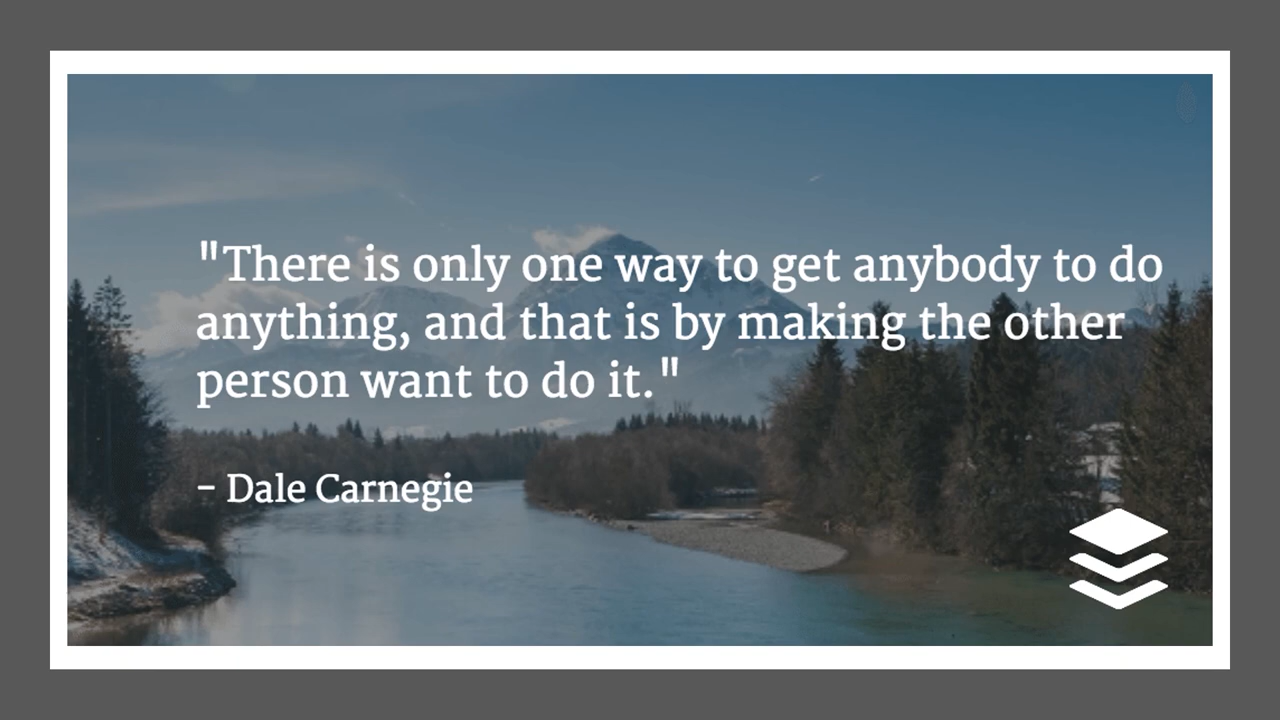 "There is only one way to get anybody to do
anything, and that is by making the other
person want to do it."
– Dale Carnegie